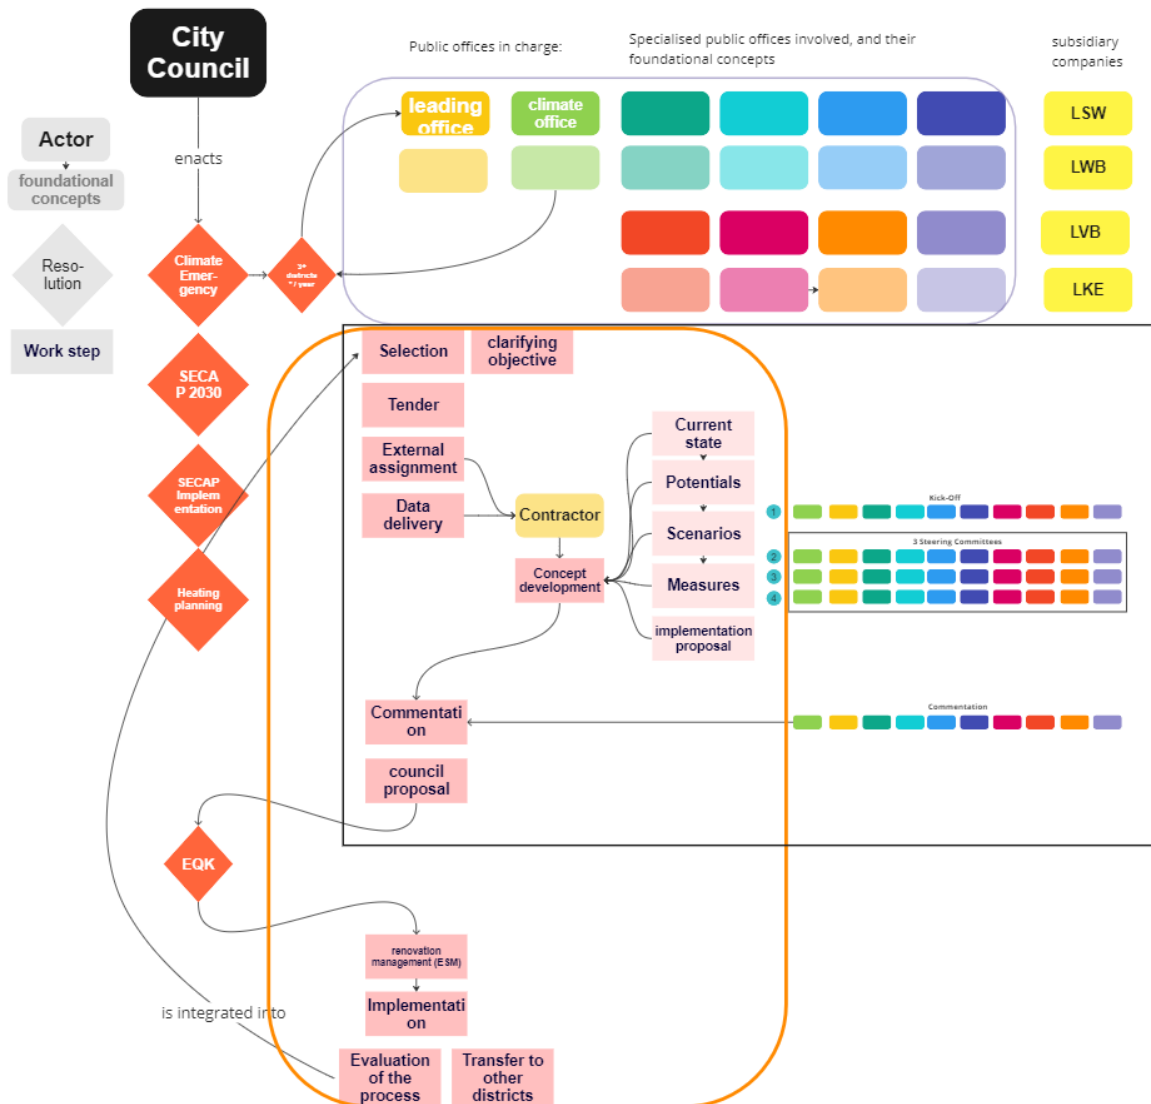 City
Council
Public offices in charge:
Specialised public offices involved, and their
foundational concepts
subsidiary
companies
leading
office
climate
office
LSW
Actor
enacts
foundational
concepts
LWB
LVB
Reso-
lution
Climate
Emer-
gency
3*
districts
* / year
LKE
Work step
Selection
clarifying
objective
SECA
P 2030
Tender
Current
state
External
assignment
SECAP
Implem
entation
Potentials
Data
delivery
Contractor
Kick-Off
1
Scenarios
3 Steering Committees
2
Concept
development
Measures
3
Heating
planning
4
implementation
proposal
Commentati
on
Commentation
council
proposal
EQK
renovation
management (ESM)
Implementati
on
is integrated into
Evaluation
of the
process
Transfer to
other
districts